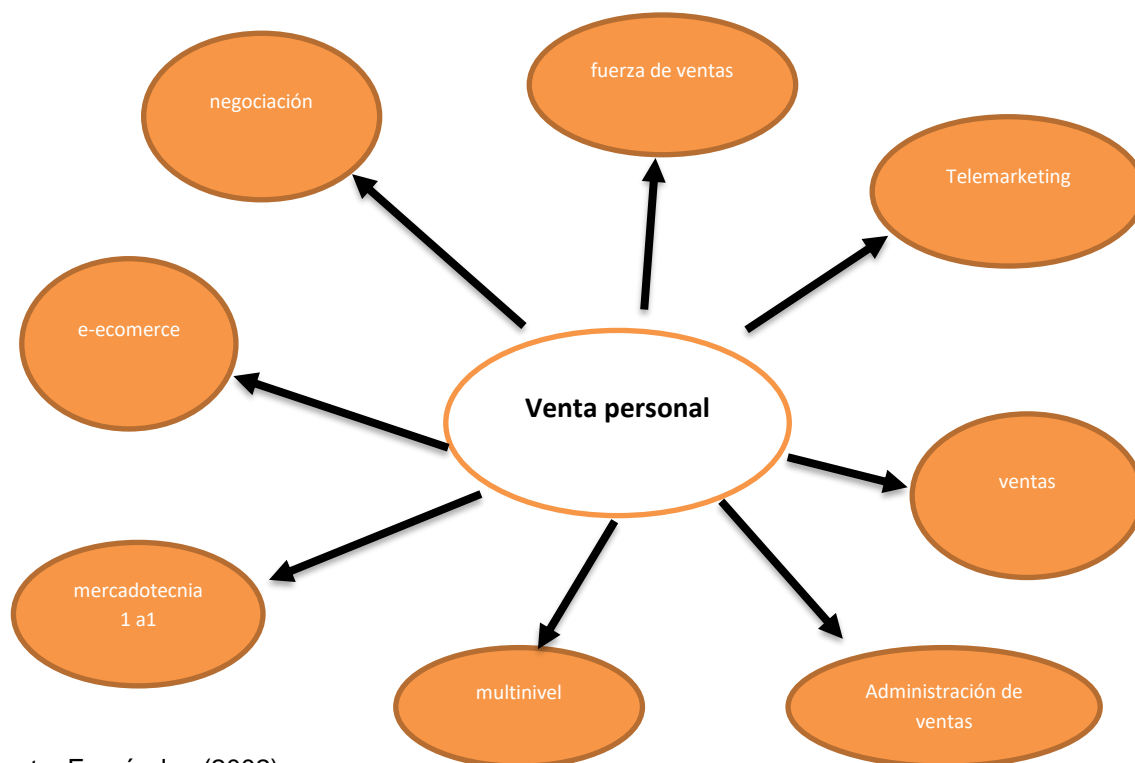 fuerza de ventas
negociación
Telemarketing
e-ecomerce
Venta personal
ventas
mercadotecnia
1 a1
multinivel
Administración de
ventas